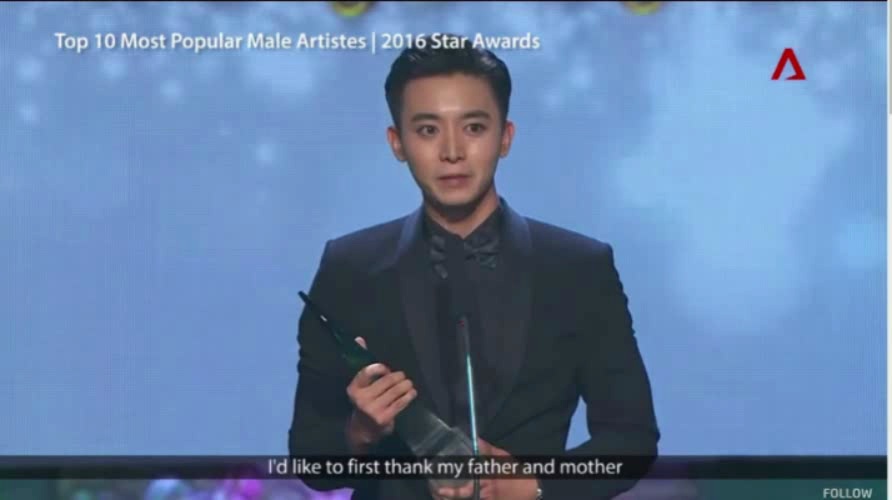 Top 10 Most Popular Male Artistes | 2016 Star Awards
I'd like to first thank my father and mother
FOLLOW